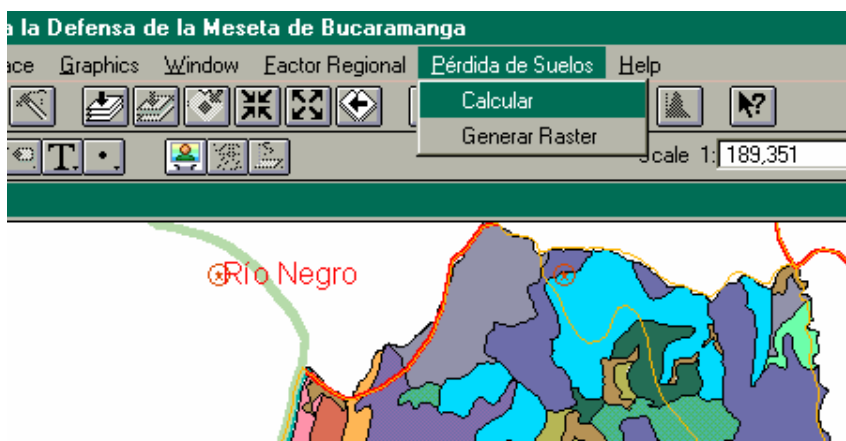 a la Defensa de la Meseta de Bucaramanga
ace Graphics Window Factor Regional Pérdida de Suelos Help
Calcular
Generar Raster
T
cale 1: 189,351
Río Negro